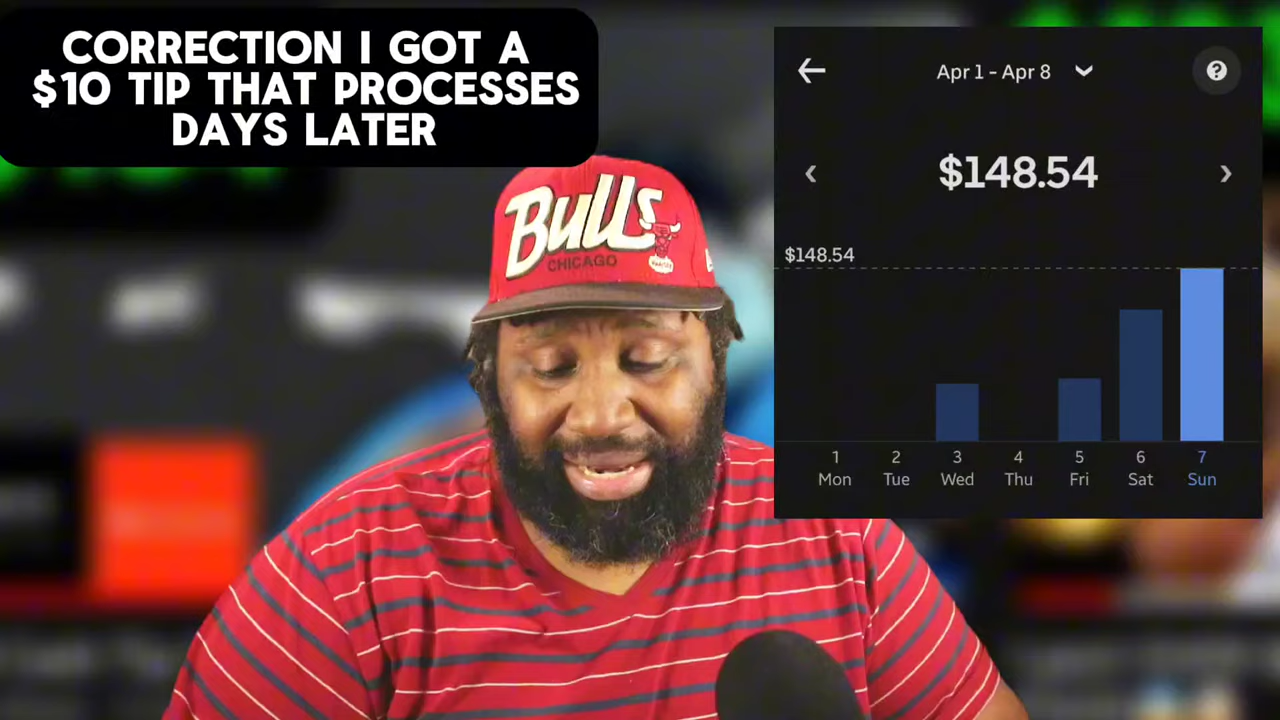 CORRECTION I GOT A
$10 TIP THAT PROCESSES
DAYS LATER
Bulls
CHICAGO
Apr 1 - Apr 8
?
$148.54
$148.54
1 2 3 4 5 6 7
Mon Tue Wed Thu Fri Sat Sun